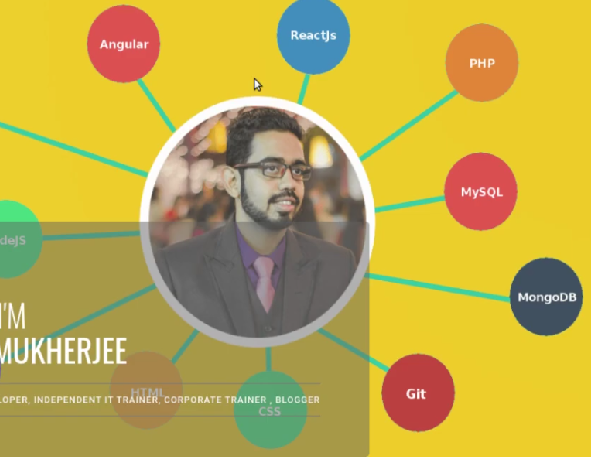 Angular
ReactJs
PHP
MySQL
deJS
MongoDB
I'M
MUKHERJEE
HTML
Git
LOPER, INDEPENDENT IT TRAINER, CORPORATE TRAINER , BLOGGER
CSS